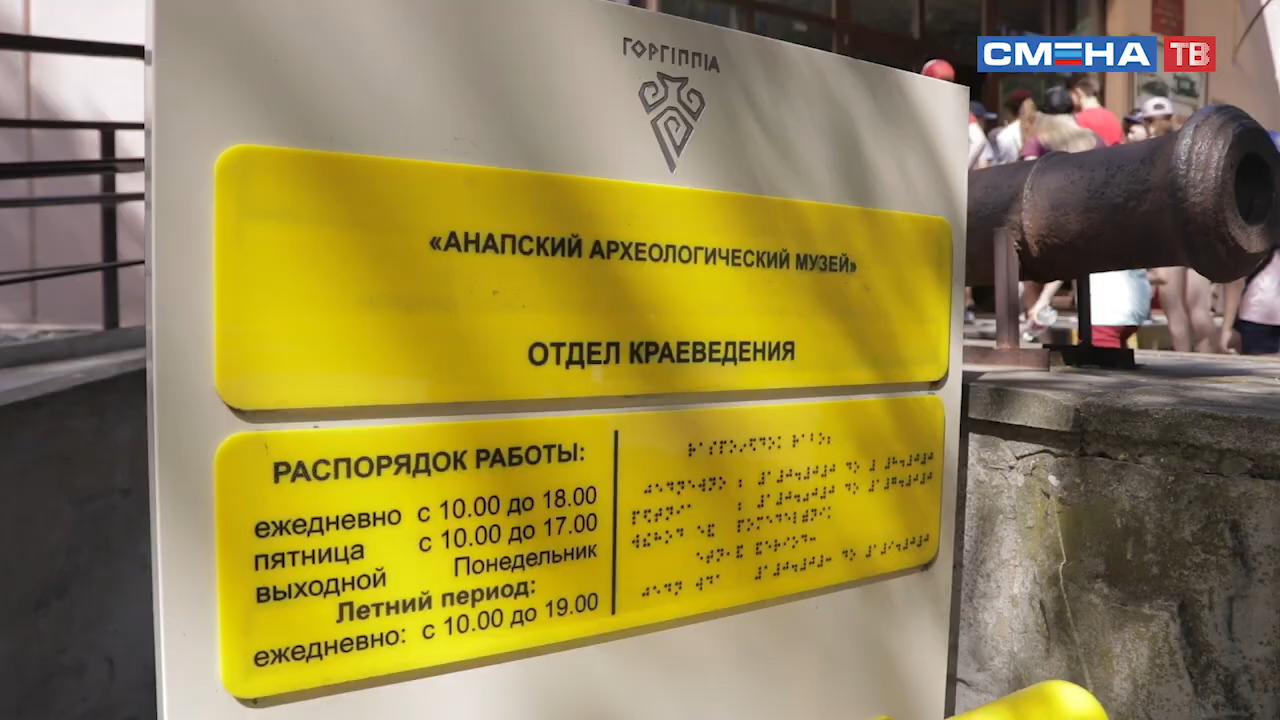 СМЕНА ТВ
ГОРГІППІА
«АНАПСКИЙ АРХЕОЛОГИЧЕСКИЙ МУЗЕЙ»
ОТДЕЛ КРАЕВЕДЕНИЯ
РАСПОРЯДОК РАБОТЫ:
ежедневно с 10.00 до 18.00
пятница с 10.00 до 17.00
выходной Понедельник
Летний период:
ежедневно: с 10.00 до 19.00